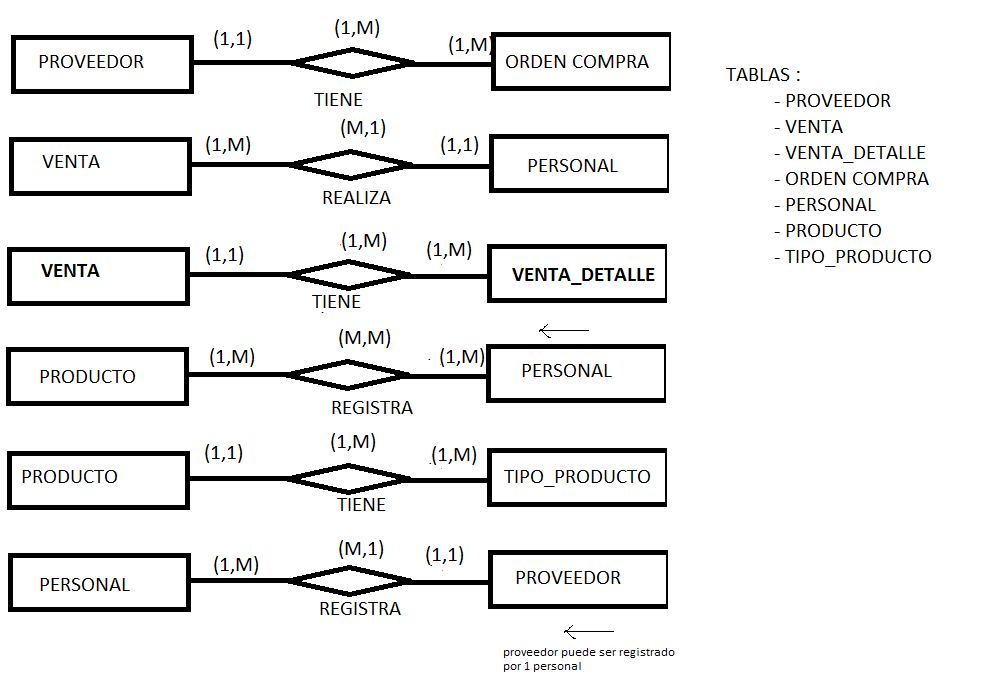 (1,1)
(1,M)
(1,M)
PROVEEDOR
ORDEN COMPRA
TIENE
(1,M)
(M,1)
(1,1)
VENTA
PERSONAL
REALIZA
(1,1)
(1,M)
(1,M)
VENTA
VENTA_DETALLE
TIENE
(1,M)
(M,M)
(1,M)
PRODUCTO
PERSONAL
REGISTRA
(1,1)
(1,M)
(1,M)
PRODUCTO
TIPO_PRODUCTO
TIENE
(1,M)
(M,1)
(1,1)
PERSONAL
PROVEEDOR
REGISTRA
proveedor puede ser registrado
por 1 personal
TABLAS :
- PROVEEDOR
- VENTA
- VENTA_DETALLE
- ORDEN COMPRA
- PERSONAL
- PRODUCTO
- TIPO_PRODUCTO